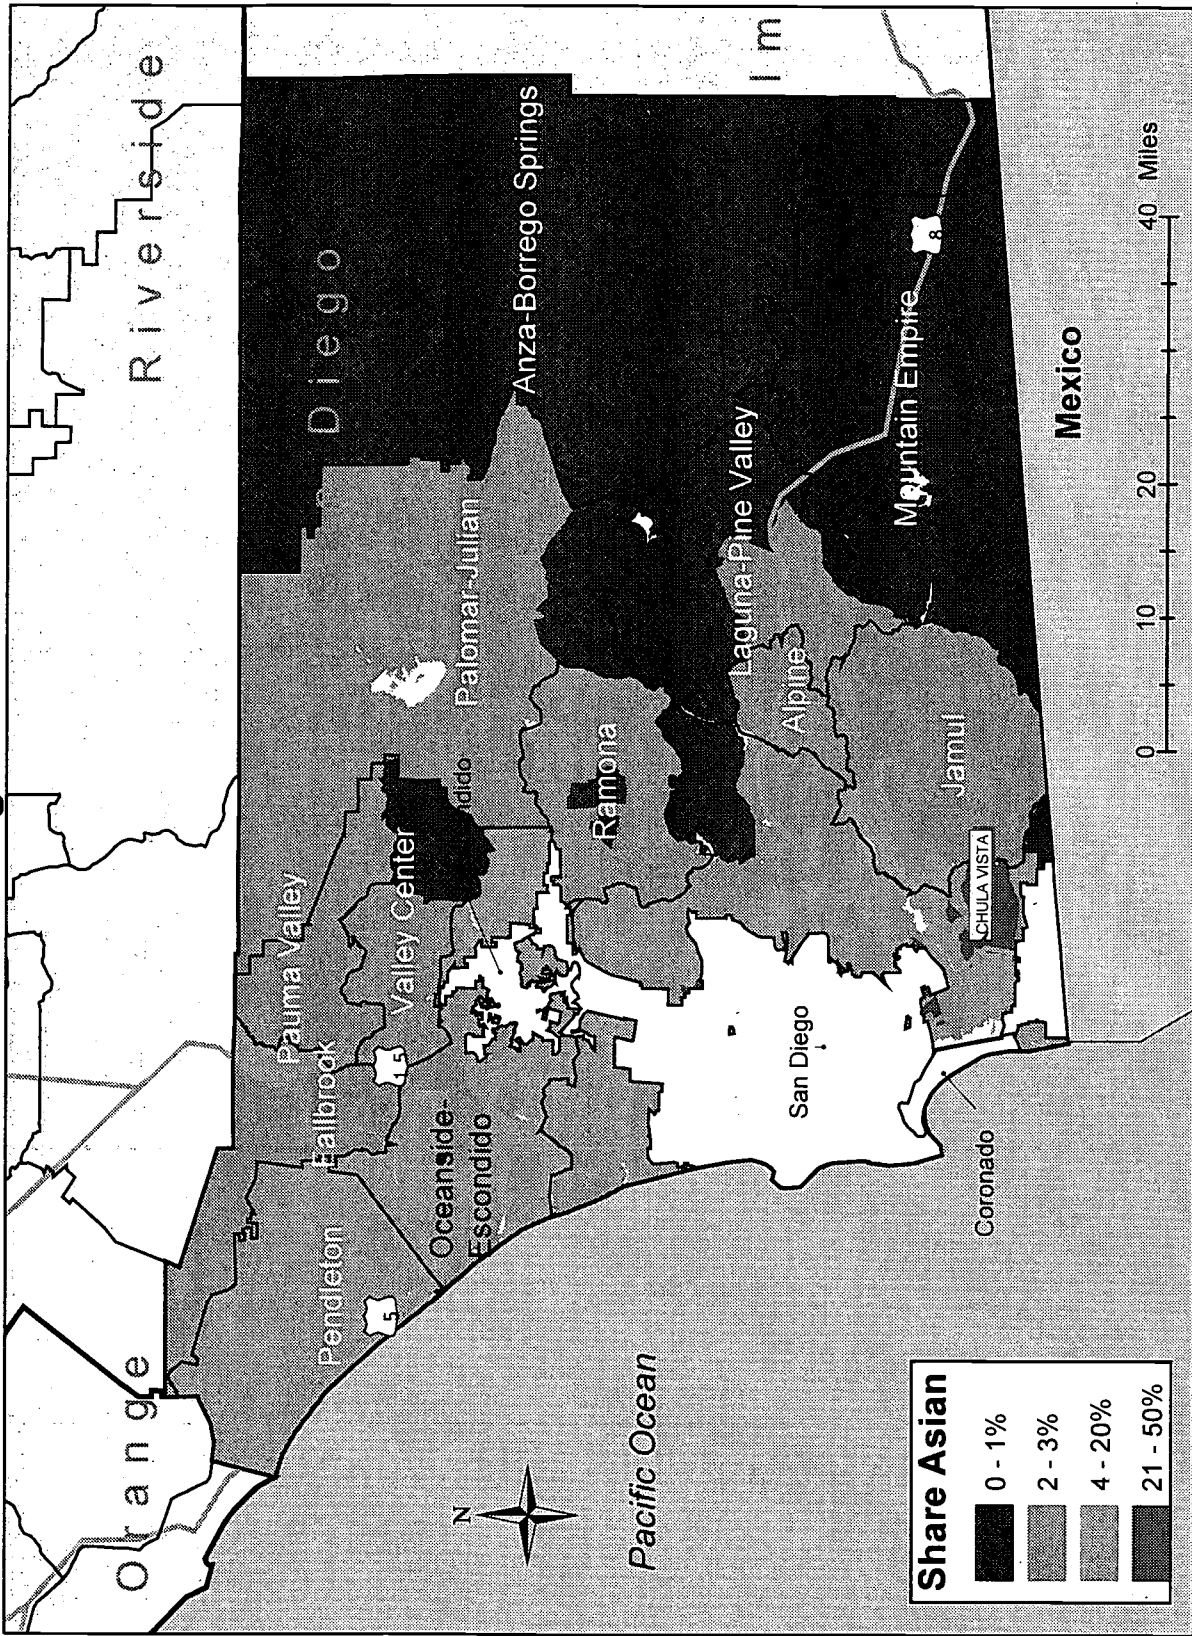 Orange
Riverside
Diego
Im
Pendleton
Fallbrook
Pauma Valley
Valley Center
Palomar-Julian
Anza-Borrego Springs
15
5
Oceanside-
Escondido
ndido
Ramona
Laguna-Pine Valley
Alpine
Mountain Empire
8
Jamul
CHULA VISTA
San Diego
Coronado
Pacific Ocean
Mexico
N
Share Asian
0 - 1%
2 - 3%
4 - 20%
21 - 50%
0 10 20 40 Miles